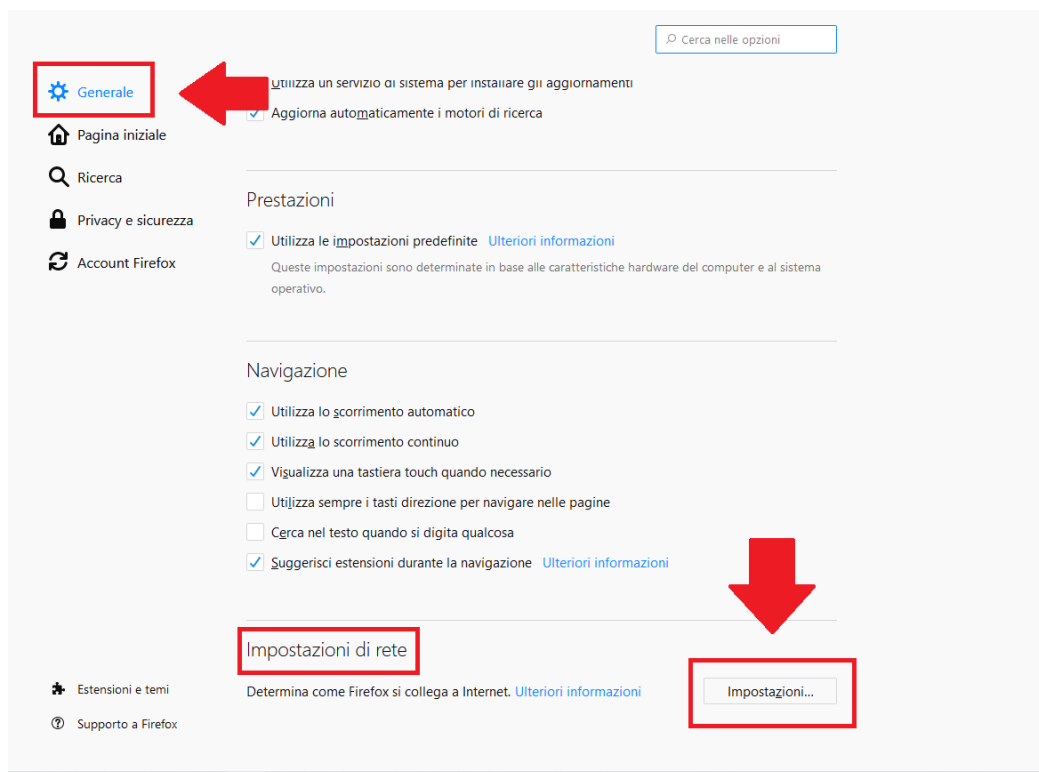 Cerca nelle opzioni
Generale
Pagina iniziale
Ricerca
Privacy e sicurezza
Account Firefox
Utilizza un servizio di sistema per installare gli aggiornamenti
Aggiorna automaticamente i motori di ricerca
Prestazioni
Utilizza le impostazioni predefinite Ulteriori informazioni
Queste impostazioni sono determinate in base alle caratteristiche hardware del computer e al sistema
operativo.
Navigazione
Utilizza lo scorrimento automatico
Utilizza lo scorrimento continuo
Visualizza una tastiera touch quando necessario
Utilizza sempre i tasti direzione per navigare nelle pagine
Cerca nel testo quando si digita qualcosa
Suggerisci estensioni durante la navigazione Ulteriori informazioni
Impostazioni di rete
Determina come Firefox si collega a Internet. Ulteriori informazioni
Impostazioni...
Estensioni e temi
Supporto a Firefox